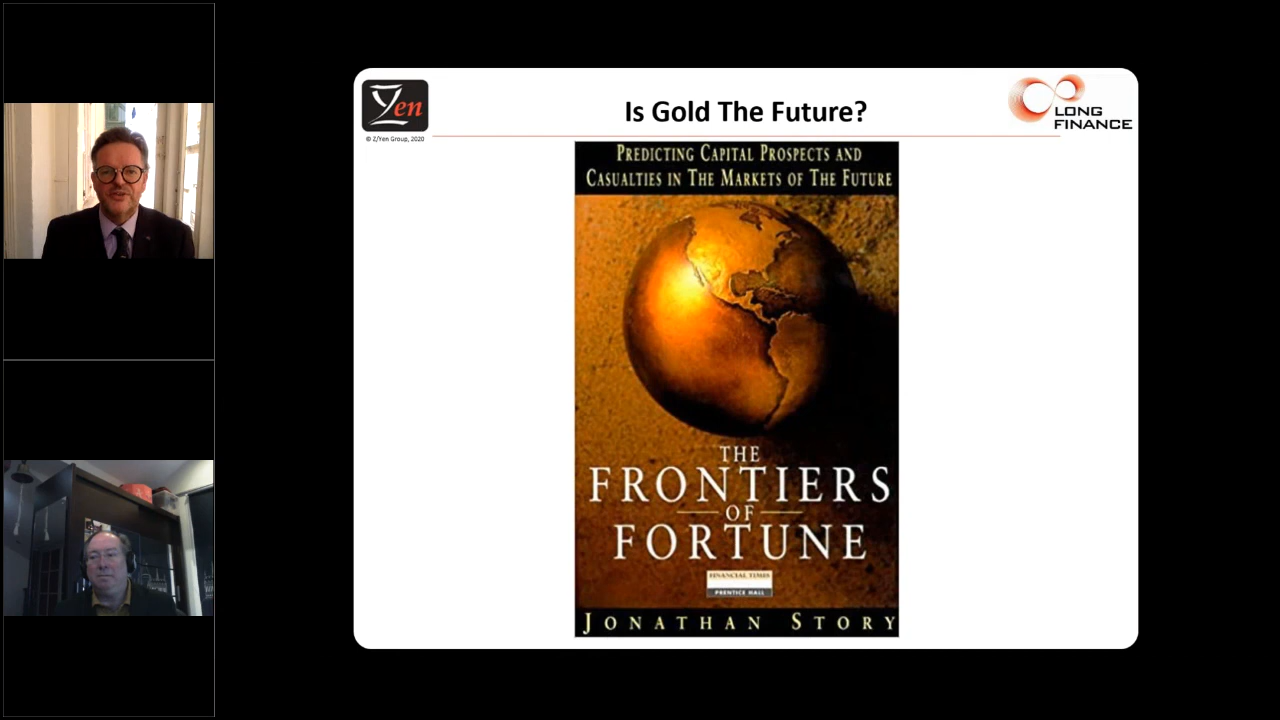 Zyen
© Z/Yen Group, 2020
Is Gold The Future?
LONG
FINANCE
PREDICTING CAPITAL PROSPECTS AND
CASUALTIES IN THE MARKETS OF THE FUTURE
THE
FRONTIERS
OF
FORTUNE
FINANCIAL TIMES
PRENTICE HALL
JONATHAN STORY